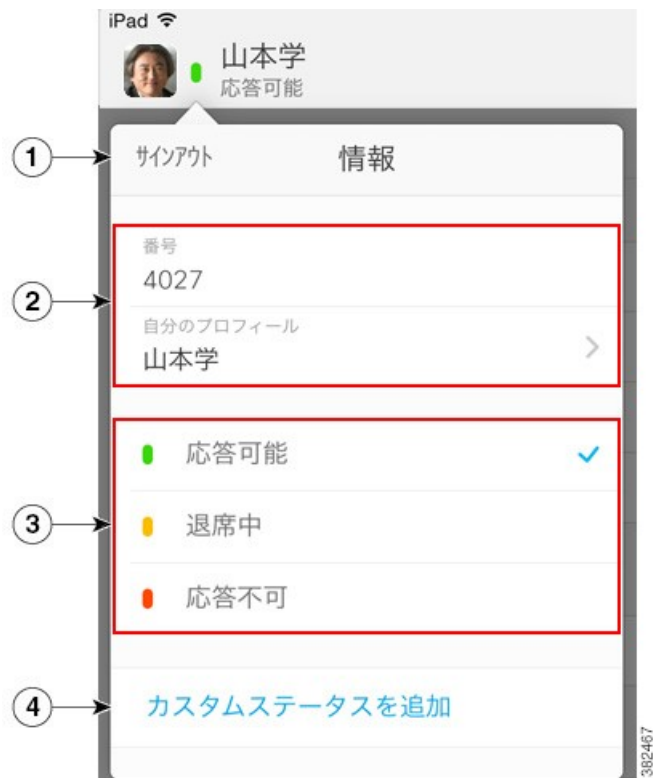 iPad
山本学
応答可能
1
サインアウト 情報
番号
4027
2
自分のプロフィール
山本学
応答可能
3
退席中
応答不可
4
カスタムステータスを追加
382467